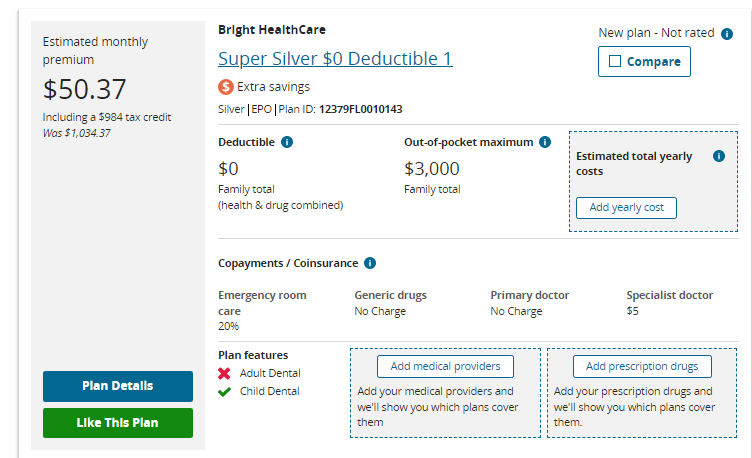 Estimated monthly
premium
$50.37
Including a $984 tax credit
Was $1,034.37
Plan Details
Like This Plan
Bright HealthCare
Super Silver $0 Deductible 1
$ Extra savings
Silver | EPO | Plan ID: 12379FL0010143
New plan - Not rated i
Compare
Deductible i
$0
Family total
(health & drug combined)
Out-of-pocket maximum i
$3,000
Family total
Estimated total yearly i
costs
Add yearly cost
Copayments / Coinsurance i
Emergency room
care
20%
Generic drugs
No Charge
Primary doctor
No Charge
Specialist doctor
$5
Plan features
Adult Dental
Child Dental
Add medical providers
Add your medical providers and
we'll show you which plans cover
them
Add prescription drugs
Add your prescription drugs and
we'll show you which plans cover
them.